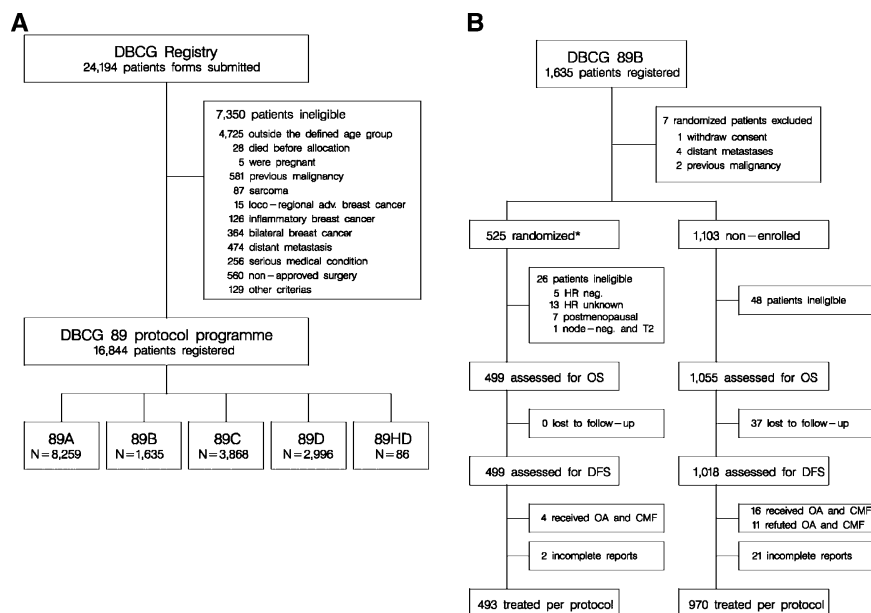 A
DBCG Registry
24,194 patients forms submitted
7,350 patients ineligible
4,725 outside the defined age group
28 died before allocation
5 were pregnant
581 previous malignancy
87 sarcoma
15 loco-regional adv. breast cancer
126 inflammatory breast cancer
364 bilateral breast cancer
474 distant metastasis
256 serious medical condition
560 non-approved surgery
129 other criterias
DBCG 89 protocol programme
16,844 patients registered
89A
N=8,259
89B
N=1,635
89C
N=3,868
89D
N=2,996
89HD
N=86
B
DBCG 89B
1,635 patients registered
7 randomized patients excluded
1 withdraw consent
4 distant metastases
2 previous malignancy
525 randomized*
1,103 non-enrolled
26 patients ineligible
5 HR neg.
13 HR unknown
7 postmenopausal
1 node-neg. and T2
48 patients ineligible
499 assessed for OS
1,055 assessed for OS
0 lost to follow-up
37 lost to follow-up
499 assessed for DFS
1,018 assessed for DFS
4 received OA and CMF
16 received OA and CMF
11 refuted OA and CMF
2 incomplete reports
21 incomplete reports
493 treated per protocol
970 treated per protocol